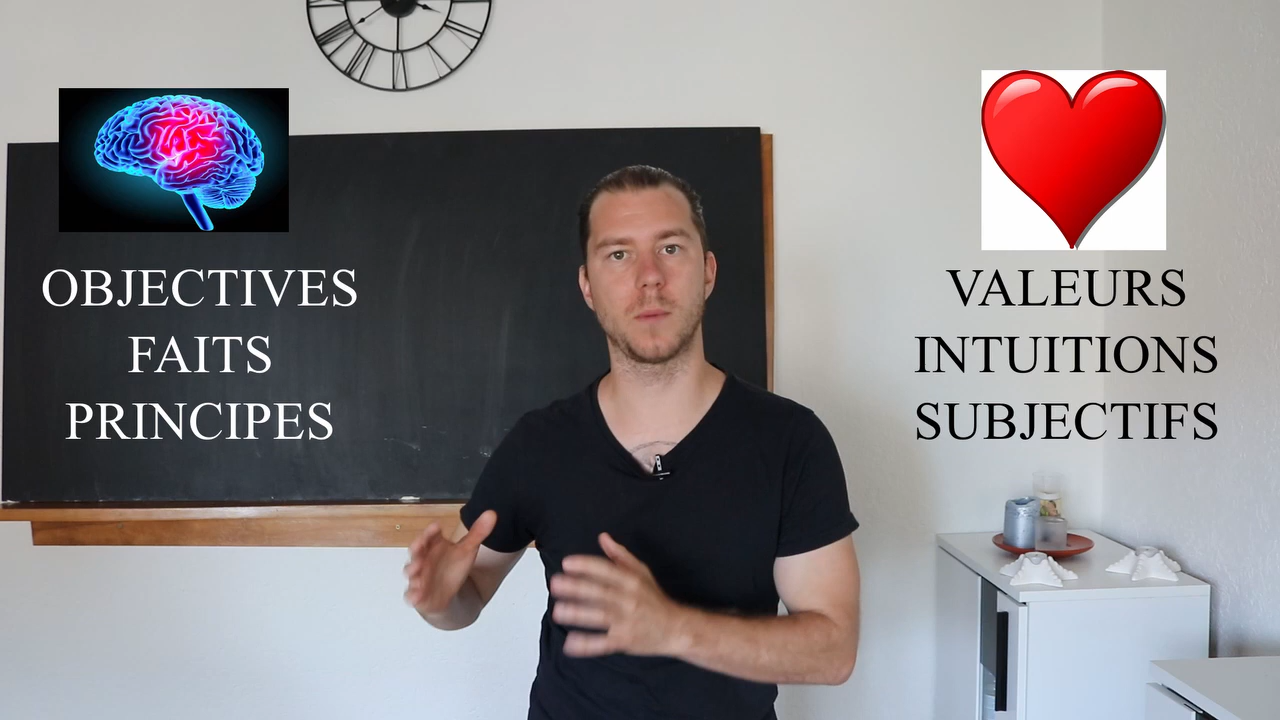 OBJECTIVES
FAITS
PRINCIPES
VALEURS
INTUITIONS
SUBJECTIFS